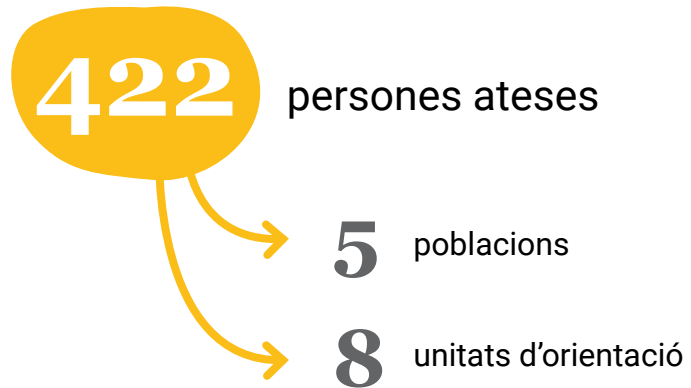 422 persones ateses
5 poblacions
8 unitats d’orientació